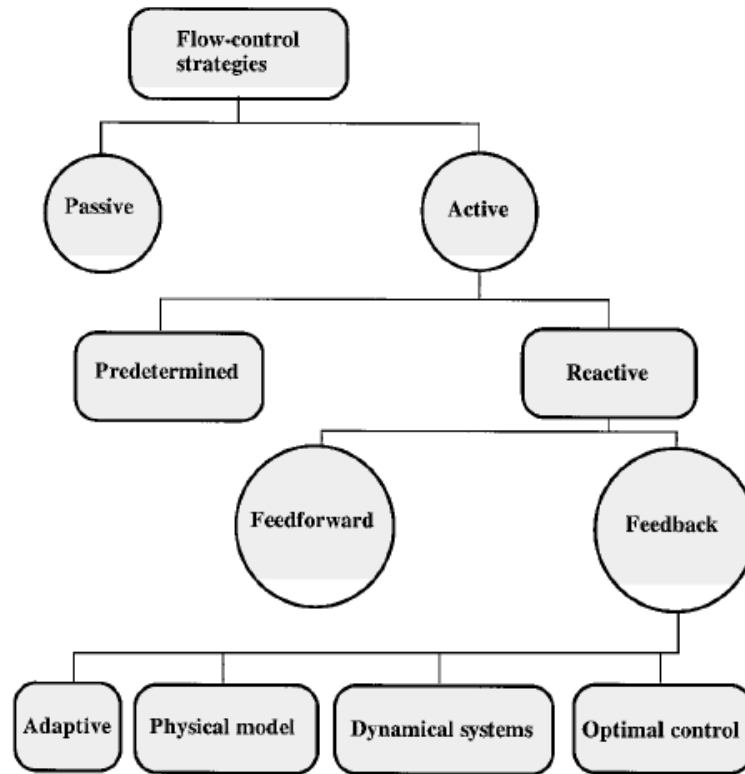 Flow-control
strategies
Passive
Active
Predetermined
Reactive
Feedforward
Feedback
Adaptive
Physical model
Dynamical systems
Optimal control